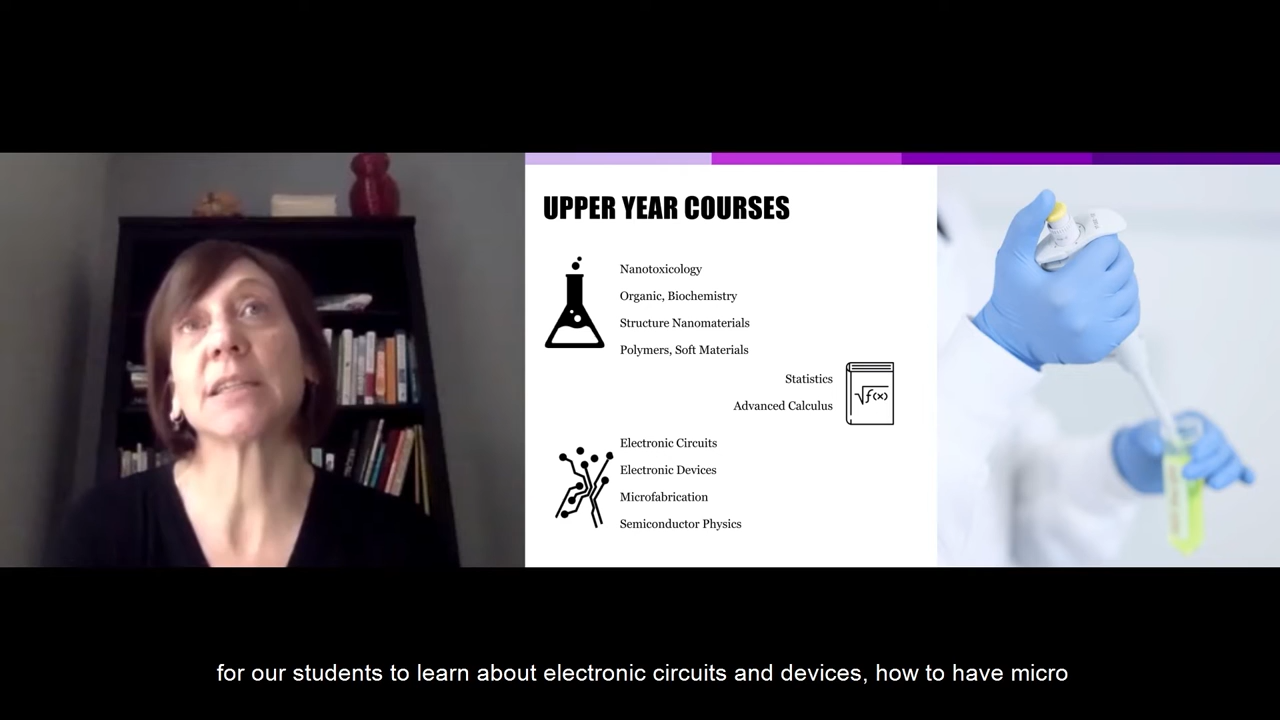 UPPER YEAR COURSES
Nanotoxicology
Organic, Biochemistry
Structure Nanomaterials
Polymers, Soft Materials
Statistics
Advanced Calculus
√f(x)
Electronic Circuits
Electronic Devices
Microfabrication
Semiconductor Physics
for our students to learn about electronic circuits and devices, how to have micro